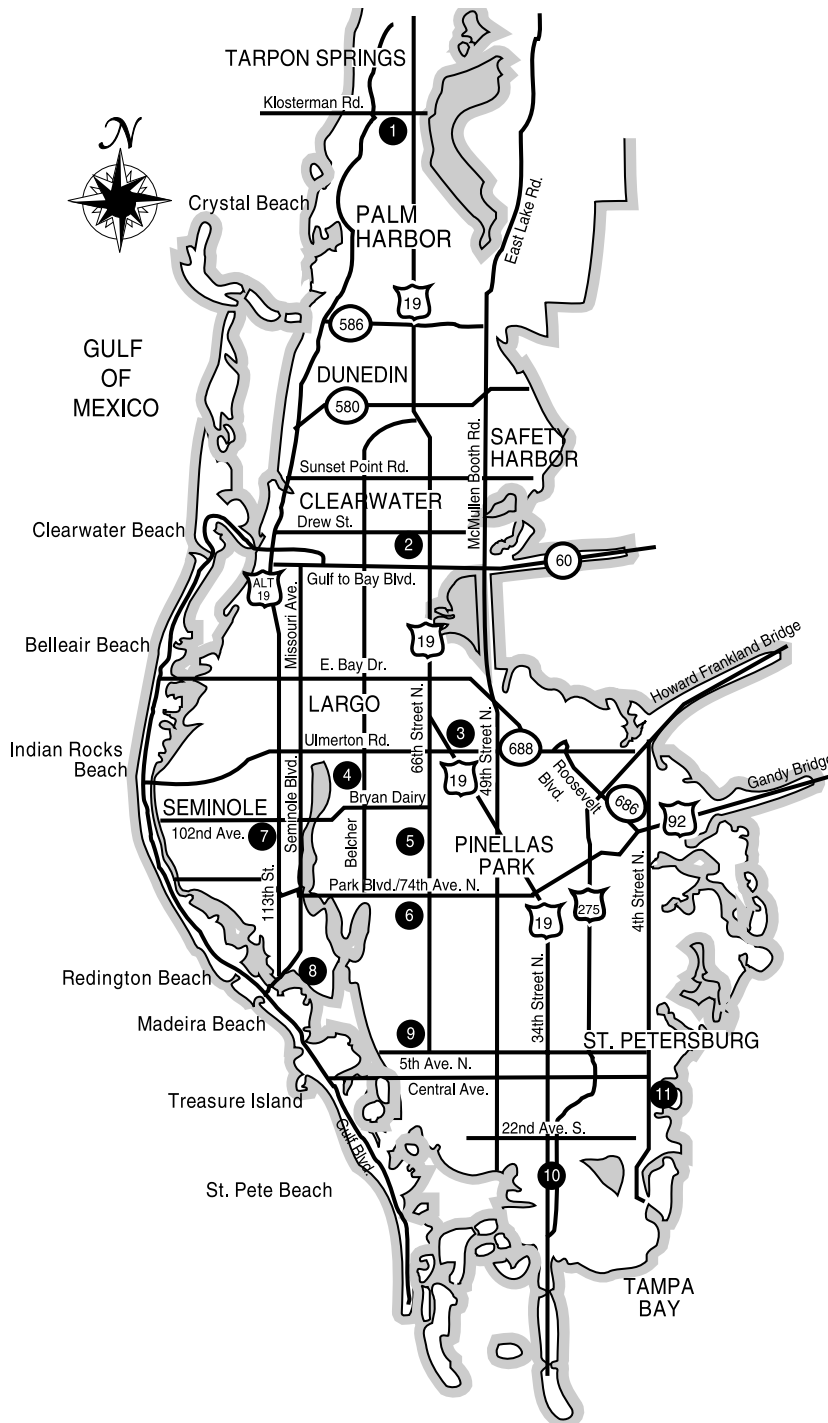 TARPON SPRINGS
Klosterman Rd.
1
N
Crystal Beach
PALM
HARBOR
East Lake Rd.
19
586
GULF
OF
MEXICO
DUNEDIN
580
SAFETY
HARBOR
McMullen Booth Rd.
Sunset Point Rd.
CLEARWATER
Drew St.
Clearwater Beach
2
60
ALT
19
Gulf to Bay Blvd.
Missouri Ave.
19
Belleair Beach
E. Bay Dr.
Howard Frankland Bridge
LARGO
66th Street N.
3
49th Street N.
688
Ulmerton Rd.
Indian Rocks
Beach
4
19
Roosevelt
Blvd.
Gandy Bridge
Bryan Dairy
SEMINOLE
Seminole Blvd.
686
92
102nd Ave.
7
Belcher
5
PINELLAS
PARK
Park Blvd./74th Ave. N.
113th St.
6
19
275
4th Street N.
8
Redington Beach
Madeira Beach
34th Street N.
9
ST. PETERSBURG
5th Ave. N.
Central Ave.
11
Treasure Island
22nd Ave. S.
Gulf Blvd.
10
St. Pete Beach
TAMPA
BAY